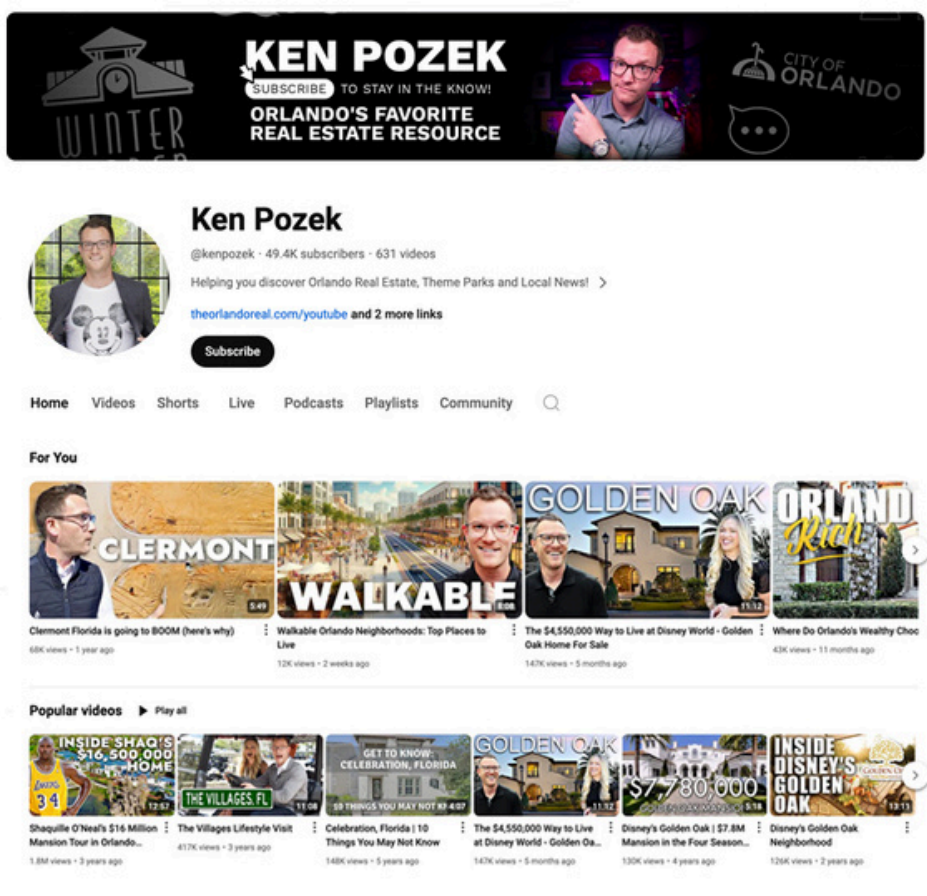 WINTER
KEN POZEK
SUBSCRIBE TO STAY IN THE KNOW!
ORLANDO'S FAVORITE
REAL ESTATE RESOURCE
CITY OF
ORLANDO
Ken Pozek
@kenpozek · 49.4K subscribers · 631 videos
Helping you discover Orlando Real Estate, Theme Parks and Local News!
theorlandoreal.com/youtube and 2 more links
Subscribe
Home Videos Shorts Live Podcasts Playlists Community
For You
CLERMONT
5:49
WALKABLE
8:08
GOLDEN OAK
11:12
ORLAND
Rich
Clermont Florida is going to BOOM (here's why)
68K views · 1 year ago
Walkable Orlando Neighborhoods: Top Places to
Live
12K views · 2 weeks ago
The $4,550,000 Way to Live at Disney World - Golden
Oak Home For Sale
147K views · 5 months ago
Where Do Orlando's Wealthy Choo
43K views · 11 months ago
Popular videos Play all
INSIDE SHAQ'S
$16,500,000
HOME
LAKERS
34
12:57
THE VILLAGES, FL
11:08
GET TO KNOW:
CELEBRATION, FLORIDA
10 THINGS YOU MAY NOT
4:07
GOLDEN OAK
11:12
$7,780,000
GOLDEN OAK
5:18
INSIDE
DISNEY'S
GOLDEN
OAK
13:11
Shaquille O'Neal's $16 Million
Mansion Tour in Orlando...
1.8M views · 3 years ago
The Villages Lifestyle Visit
417K views · 3 years ago
Celebration, Florida | 10
Things You May Not Know
148K views · 5 years ago
The $4,550,000 Way to Live
at Disney World - Golden Oa...
147K views · 5 months ago
Disney's Golden Oak | $7.8M
Mansion in the Four Season...
130K views · 4 years ago
Disney's Golden Oak
Neighborhood
126K views · 2 years ago